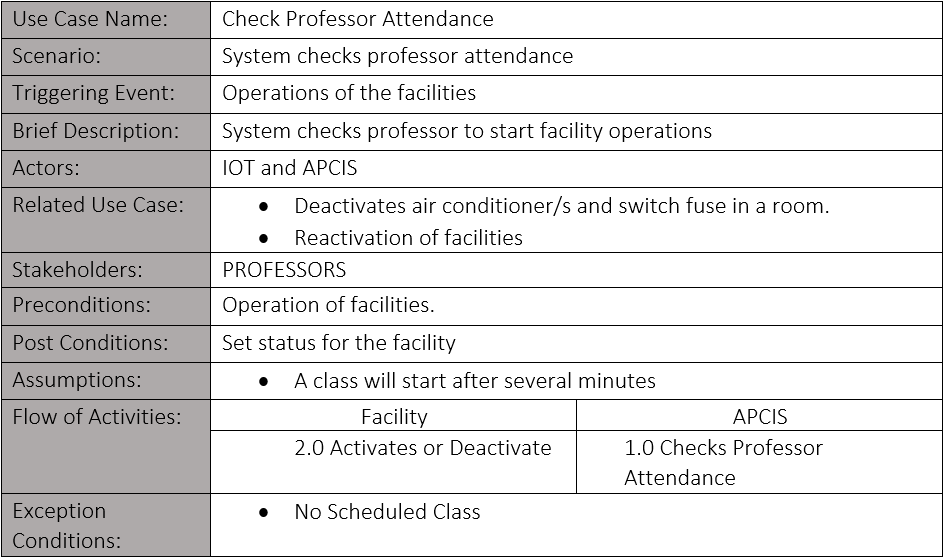 Use Case Name: Check Professor Attendance
Scenario: System checks professor attendance
Triggering Event: Operations of the facilities
Brief Description: System checks professor to start facility operations
Actors: IOT and APCIS
Related Use Case: • Deactivates air conditioner/s and switch fuse in a room.
• Reactivation of facilities
Stakeholders: PROFESSORS
Preconditions: Operation of facilities.
Post Conditions: Set status for the facility
Assumptions: • A class will start after several minutes
Flow of Activities: Facility APCIS
2.0 Activates or Deactivate 1.0 Checks Professor
Attendance
Exception • No Scheduled Class
Conditions: